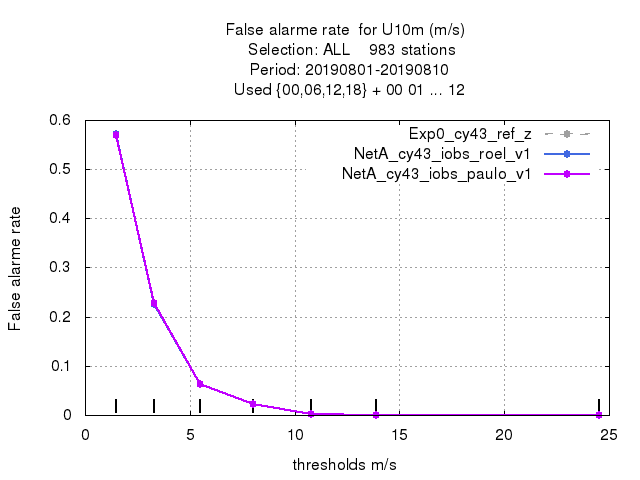 False alarme rate  for U10m (m/s)
Selection: ALL    983 stations
Period: 20190801-20190810
Used {00,06,12,18} + 00 01 ... 12
Exp0_cy43_ref_z
NetA_cy43_iobs_roel_v1
NetA_cy43_iobs_paulo_v1
False alarme rate
0.6
0.5
0.4
0.3
0.2
0.1
0
0 5 10 15 20 25
thresholds m/s